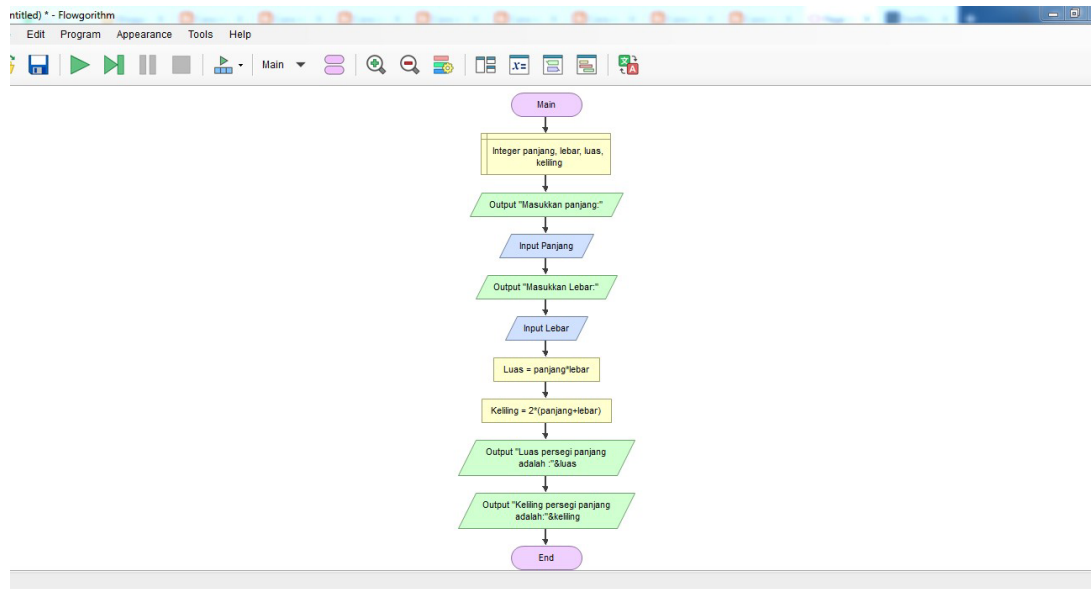 ntitled) * - Flowgorithm
Edit Program Appearance Tools Help
Main
x=
Main
Integer panjang, lebar, luas,
keliling
Output "Masukkan panjang:"
Input Panjang
Output "Masukkan Lebar:"
Input Lebar
Luas = panjang*lebar
Keliling = 2*(panjang+lebar)
Output "Luas persegi panjang
adalah :"&luas
Output "Keliling persegi panjang
adalah:"&keliling
End